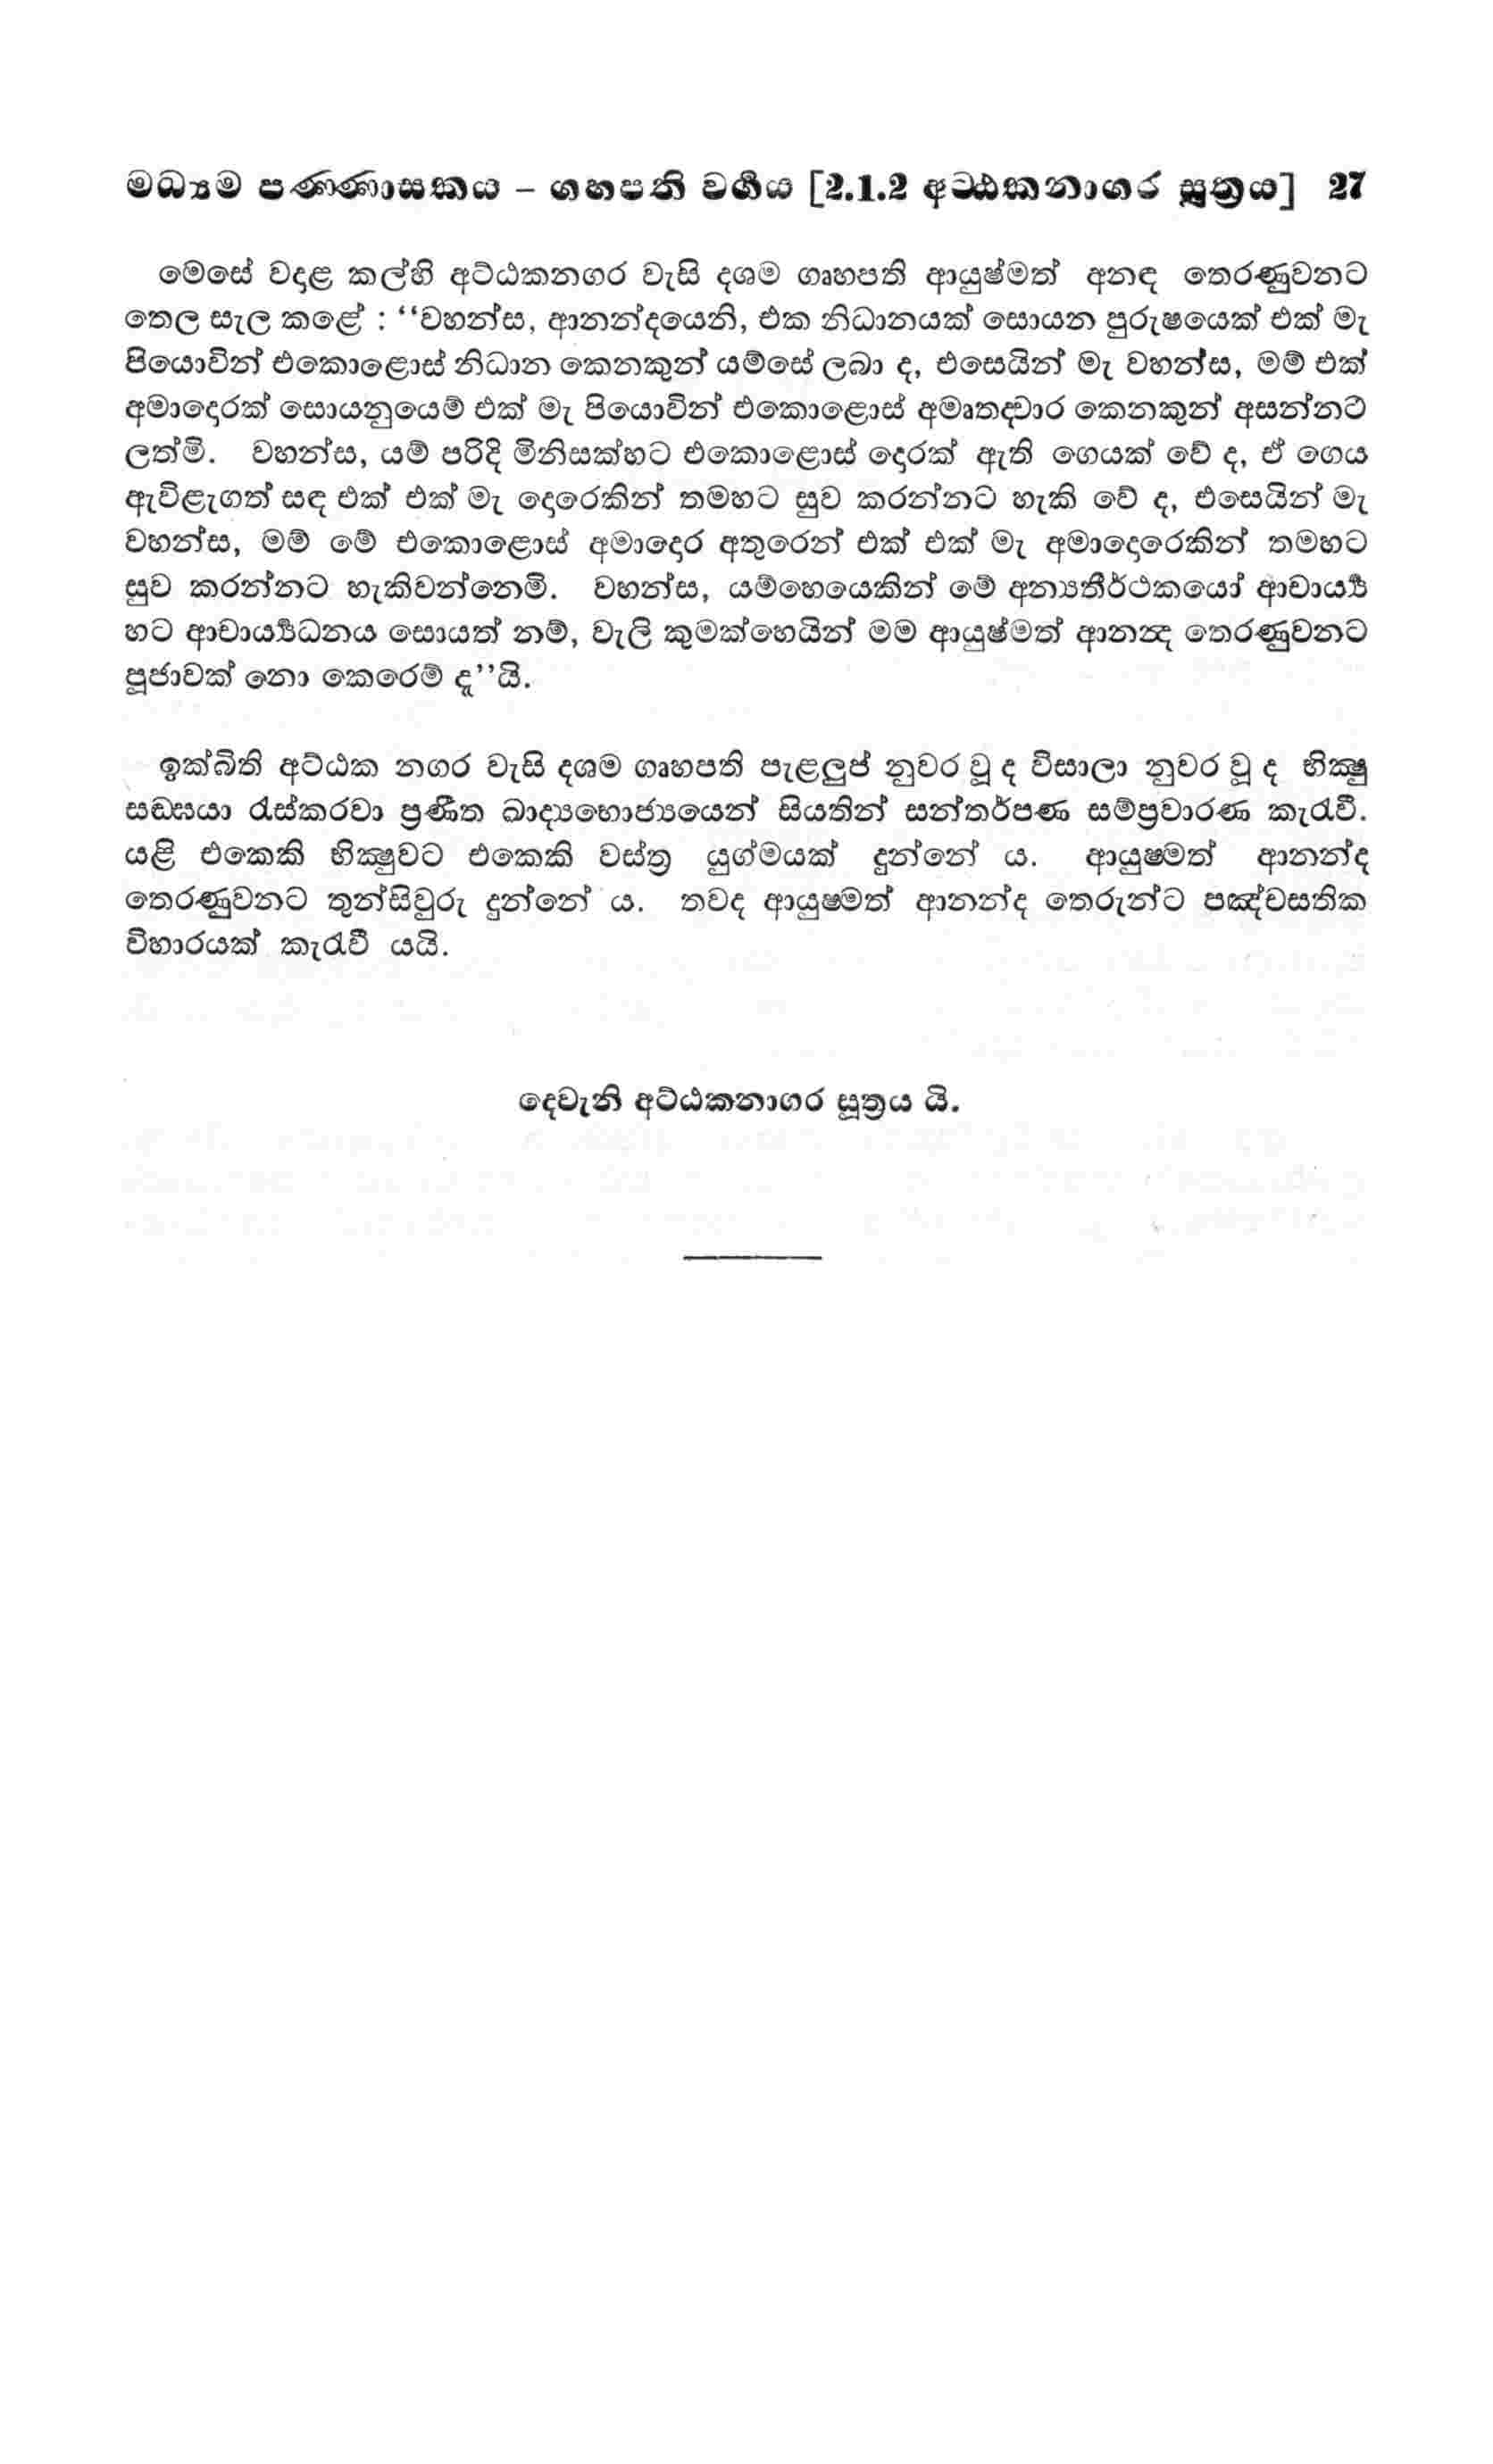 මධ්‍යම පණ්ණාසකය – ගහපති වර්‍ගය [2.1.2 අට්ඨකනාගර සූත්‍රය] 27
මෙසේ වදාළ කල්හි අට්ඨකනගර වැසි දශම ගෘහපති ආයුෂ්මත් අනඳ තෙරණුවනට
තෙල සැල කළේ : “වහන්ස, ආනන්දයෙනි, එක නිධානයක් සොයන පුරුෂයෙක් එක් මැ
පියොවින් එකොළොස් නිධාන කෙනකුන් යම්සේ ලබා ද, එසෙයින් මැ වහන්ස, මම් එක්
අමාදොරක් සොයනුයෙම් එක් මැ පියොවින් එකොළොස් අමෘතද්වාර කෙනකුන් අසන්නට
ලත්මි. වහන්ස, යම් පරිදි මිනිසක්හට එකොළොස් දොරක් ඇති ගෙයක් වේ ද, ඒ ගෙය
ඇවිළැගත් සඳ එක් එක් මැ දොරෙකින් තමහට සුව කරන්නට හැකි වේ ද, එසෙයින් මැ
වහන්ස, මම් මේ එකොළොස් අමාදොර අතුරෙන් එක් එක් මැ අමාදොරෙකින් තමහට
සුව කරන්නට හැකිවන්නෙමි. වහන්ස, යම්හෙයෙකින් මේ අන්‍යතීර්ථකයෝ ආචාර්‍ය්‍ය
හට ආචාර්‍ය්‍යධනය සොයත් නම්, වැලි කුමක්හෙයින් මම ආයුෂ්මත් ආනන්‍ද තෙරණුවනට
පූජාවක් නො කෙරෙම් දැ”යි.
ඉක්බිති අට්ඨක නගර වැසි දශම ගෘහපති පැළලුප් නුවර වූ ද විසාලා නුවර වූ ද භික්‍ෂු
සඞ්ඝයා රැස්කරවා ප්‍රණීත ඛාද්‍යභොජ්‍යයෙන් සියතින් සන්තර්පණ සම්ප්‍රවාරණ කැරැවී.
යළි එකෙකි භික්‍ෂුවට එකෙකි වස්ත්‍ර යුග්මයක් දුන්නේ ය. ආයුෂ්මත් ආනන්ද
තෙරණුවනට තුන්සිවුරු දුන්නේ ය. තවද ආයුෂ්මත් ආනන්ද තෙරුන්ට පඤ්චසතික
විහාරයක් කැරැවී යයි.
දෙවැනි අට්ඨකනාගර සූත්‍රය යි.